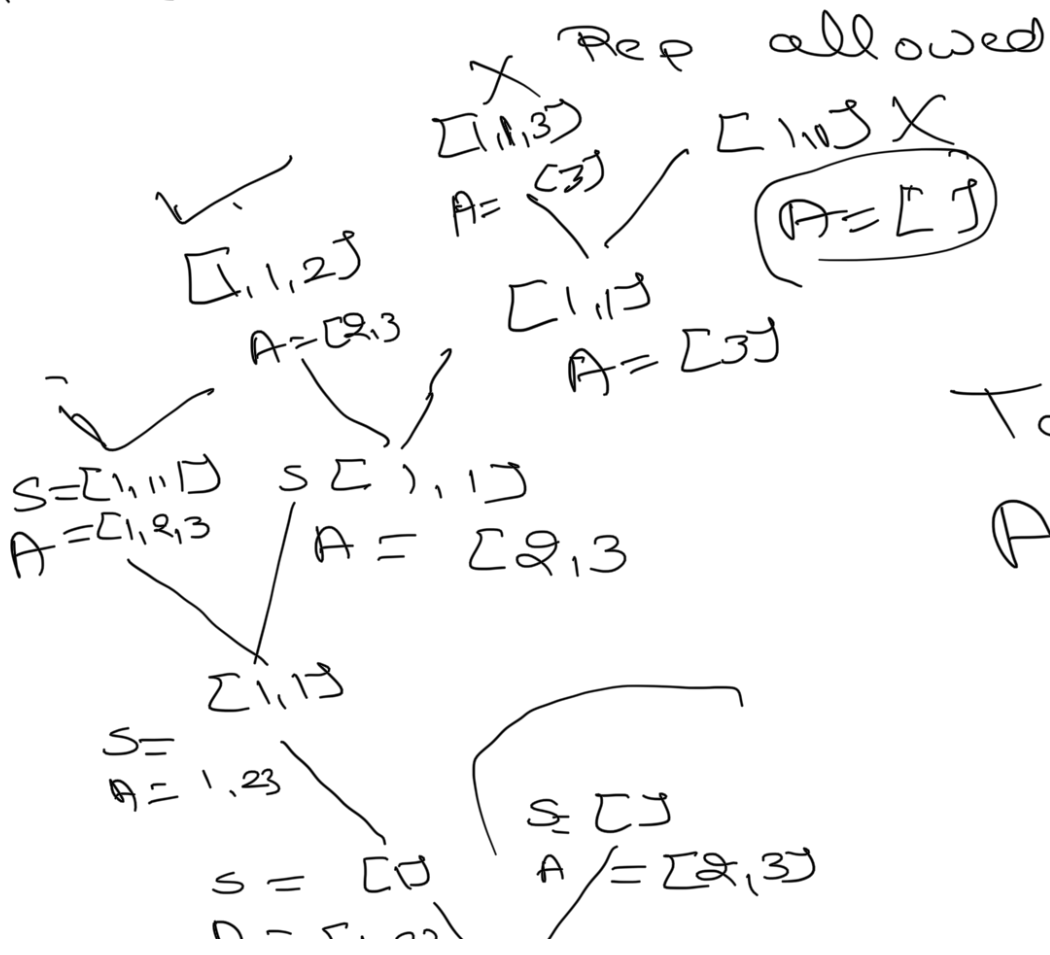 Rep allowed
X
[1,1,3]
A= [3]
[1,1] X
A=[]
[1,1,2]
A=[2,3
[1,1]
A=[3]
S=[1,1,1]
A=[1,2,3
S[1,1]
A=[2,3
[1,1]
S=
A=1,23
S=[]
A=[2,3]
S=